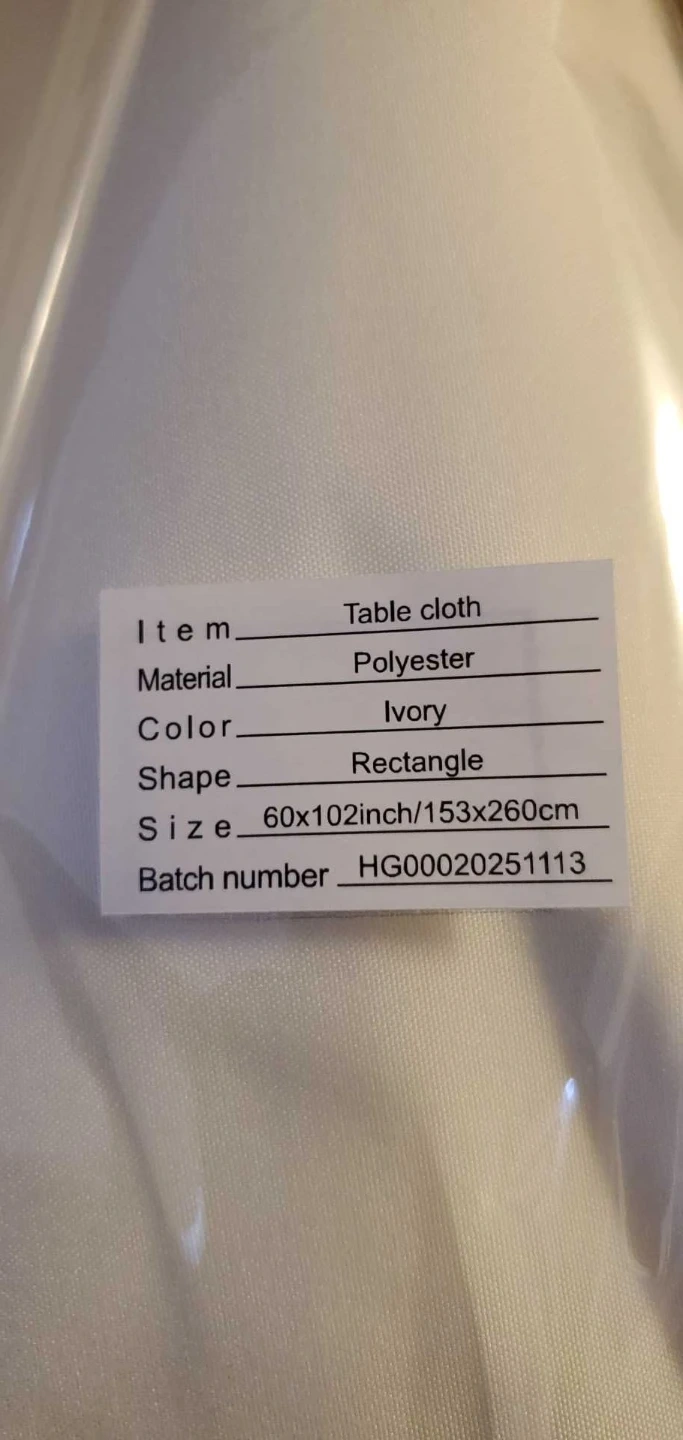 Item Table cloth
Material Polyester
Color Ivory
Shape Rectangle
Size 60x102inch/153x260cm
Batch number HG00020251113